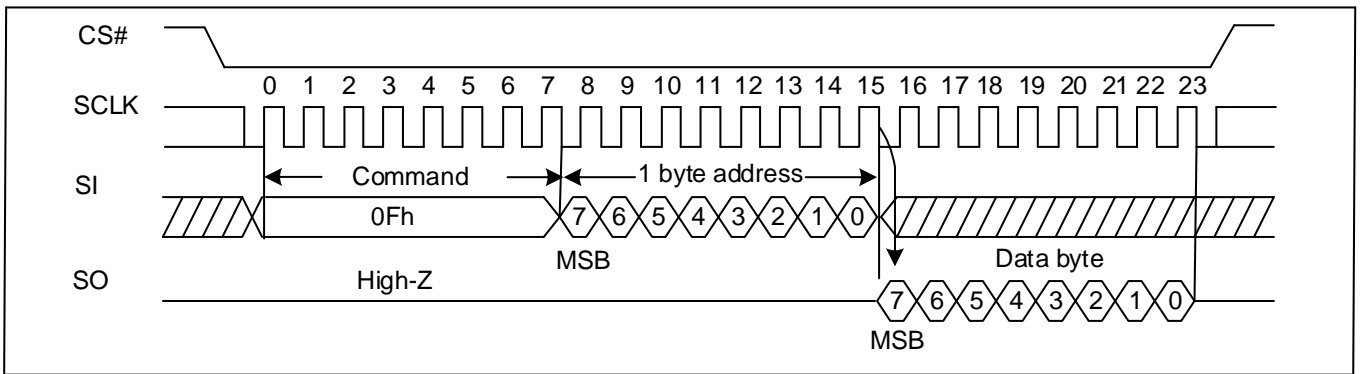 CS#
0 1 2 3 4 5 6 7 8 9 10 11 12 13 14 15 16 17 18 19 20 21 22 23
SCLK
Command 1 byte address
SI
0Fh 7 6 5 4 3 2 1 0
MSB Data byte
SO High-Z
7 6 5 4 3 2 1 0
MSB